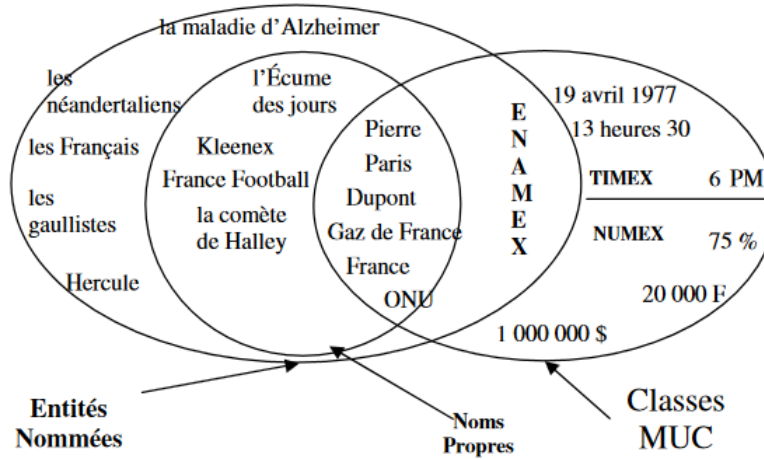 la maladie d'Alzheimer
les
néandertaliens
les Français
les
gaullistes
Hercule
l'Écume
des jours
Kleenex
France Football
la comète
de Halley
Pierre
Paris
Dupont
Gaz de France
France
ONU
ENAMEX
19 avril 1977
13 heures 30
TIMEX 6 PM
NUMEX 75 %
20 000 F
1 000 000 $
Entités
Nommées
Noms
Propres
Classes
MUC